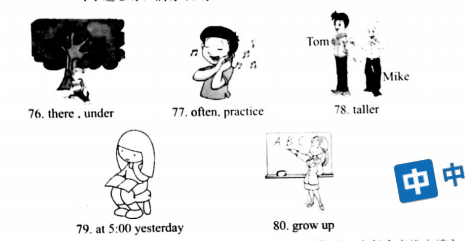 Tom
Mike
76. there , under
77. often, practice
78. taller
A B C
79. at 5:00 yesterday
80. grow up
中 中